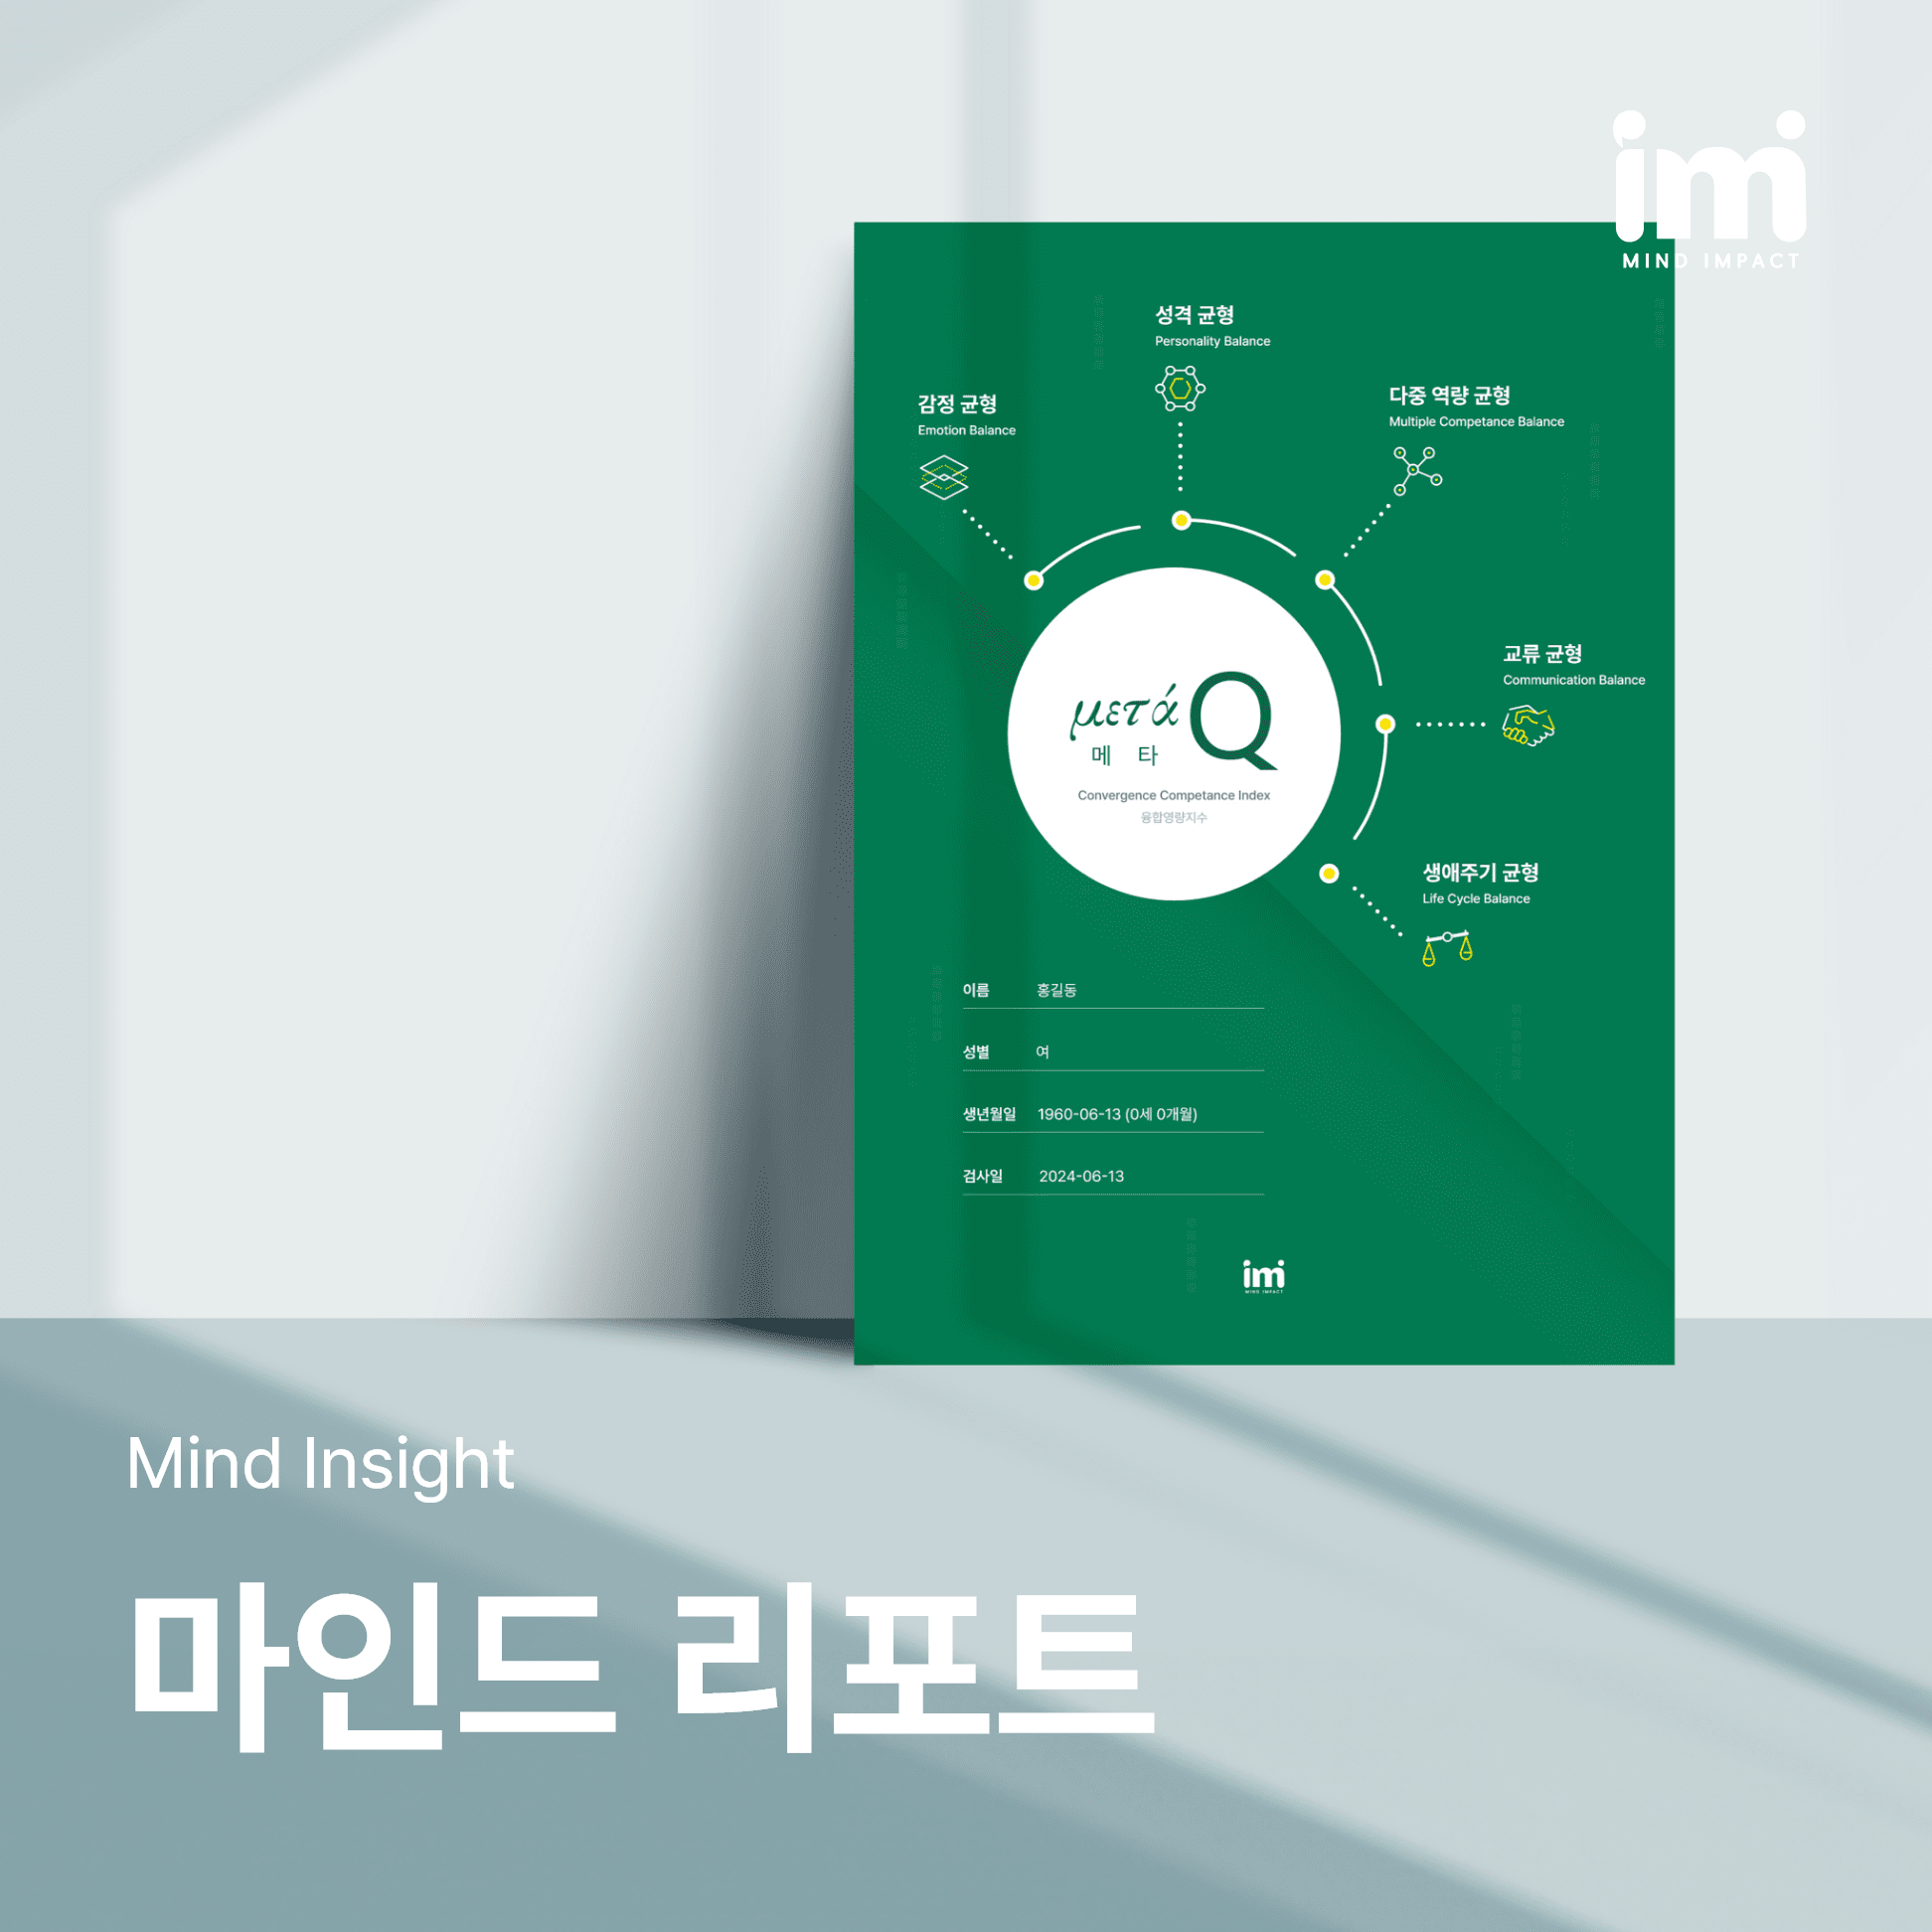 imi
MIND IMPACT
성격 균형
Personality Balance
감정 균형
Emotion Balance
다중 역량 균형
Multiple Competance Balance
교류 균형
Communication Balance
μετά Q
메 타
Convergence Competance Index
융합영량지수
생애주기 균형
Life Cycle Balance
이름 홍길동
성별 여
생년월일 1960-06-13 (0세 0개월)
검사일 2024-06-13
imi
MIND IMPACT
Mind Insight
마인드 리포트